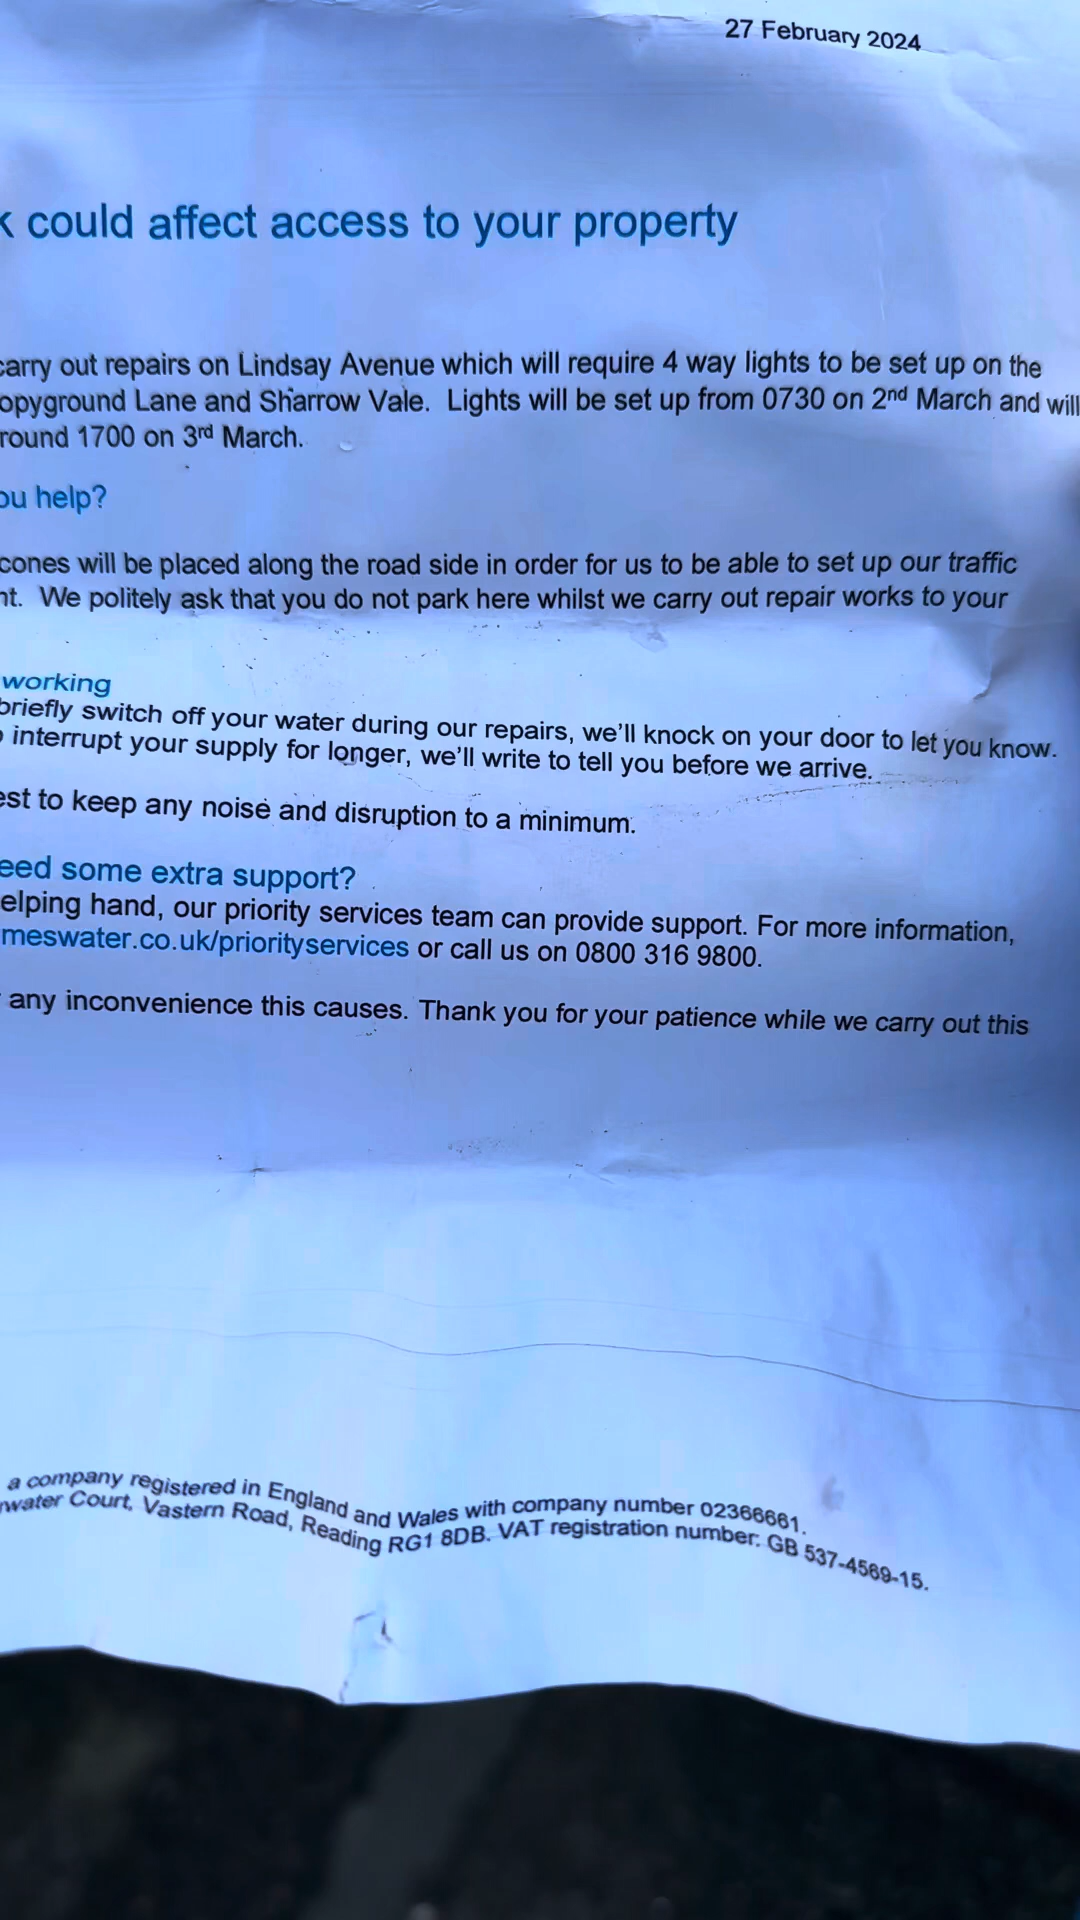 27 February 2024
k could affect access to your property
carry out repairs on Lindsay Avenue which will require 4 way lights to be set up on the
opyground Lane and Sharrow Vale. Lights will be set up from 0730 on 2nd March and will
round 1700 on 3rd March.
ou help?
cones will be placed along the road side in order for us to be able to set up our traffic
nt. We politely ask that you do not park here whilst we carry out repair works to your
working
briefly switch off your water during our repairs, we'll knock on your door to let you know.
o interrupt your supply for longer, we'll write to tell you before we arrive.
est to keep any noise and disruption to a minimum.
eed some extra support?
elping hand, our priority services team can provide support. For more information,
meswater.co.uk/priorityservices or call us on 0800 316 9800.
any inconvenience this causes. Thank you for your patience while we carry out this
a company registered in England and Wales with company number 02366661.
water Court, Vastern Road, Reading RG1 8DB. VAT registration number: GB 537-4569-15.